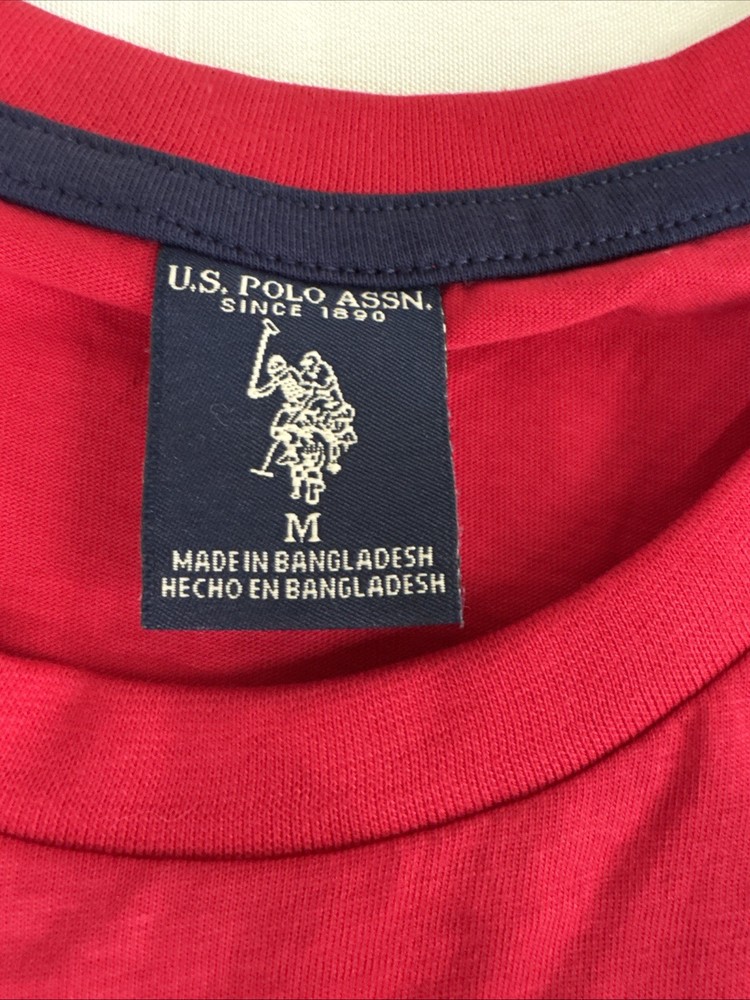 U.S. POLO ASSN.
SINCE 1890
M
MADE IN BANGLADESH
HECHO EN BANGLADESH